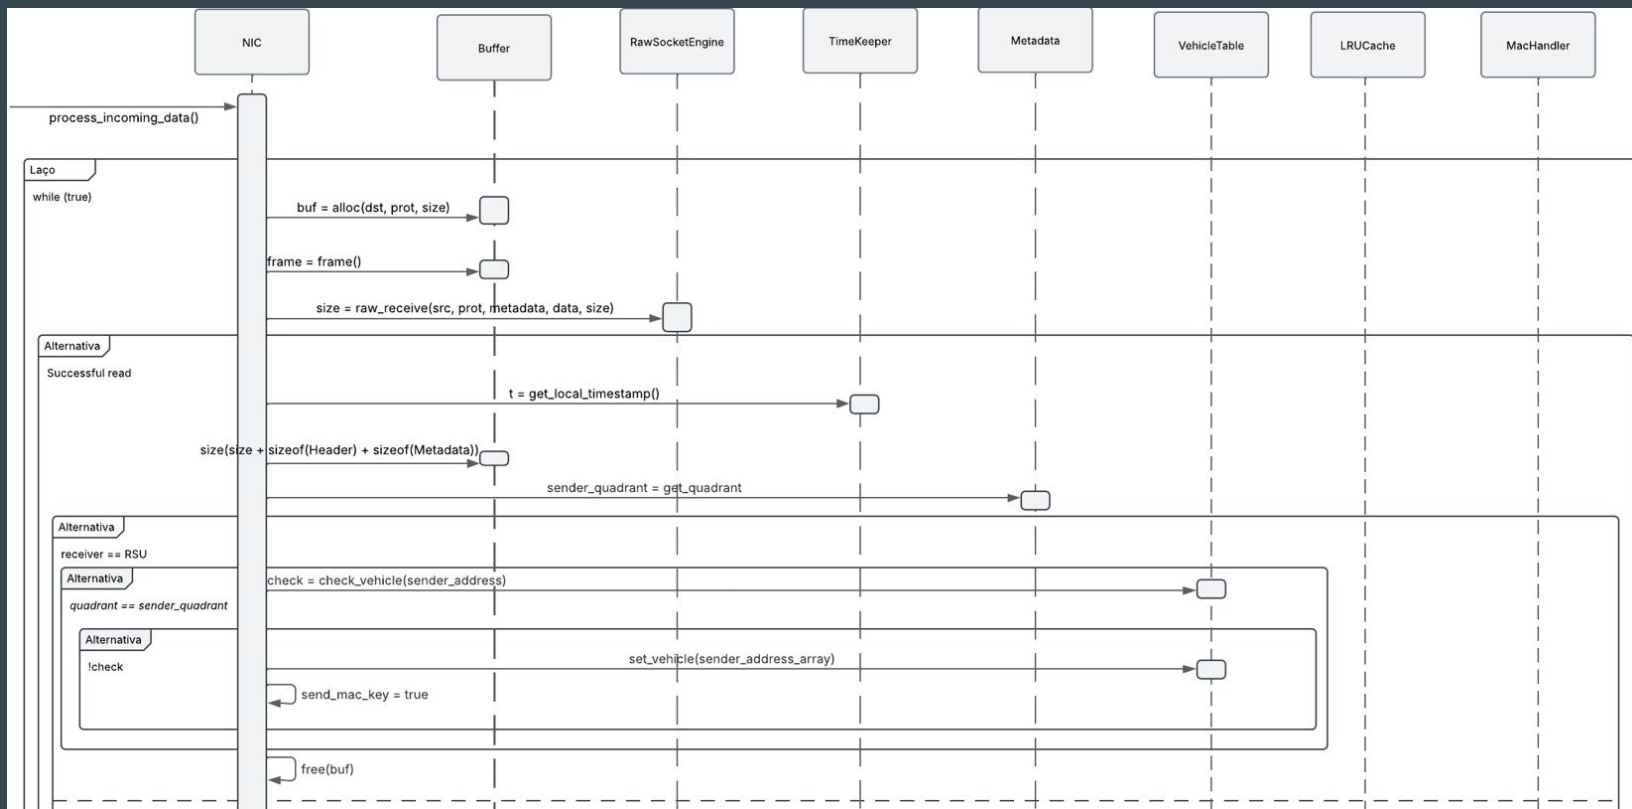 NIC
Buffer
RawSocketEngine
TimeKeeper
Metadata
VehicleTable
LRUCache
MacHandler
process_incoming_data()
Laço
while (true)
buf = alloc(dst, prot, size)
frame = frame()
size = raw_receive(src, prot, metadata, data, size)
Alternativa
Successful read
t = get_local_timestamp()
size(size + sizeof(Header) + sizeof(Metadata))
sender_quadrant = get_quadrant
Alternativa
receiver == RSU
Alternativa
check = check_vehicle(sender_address)
quadrant == sender_quadrant
Alternativa
!check
set_vehicle(sender_address_array)
send_mac_key = true
free(buf)